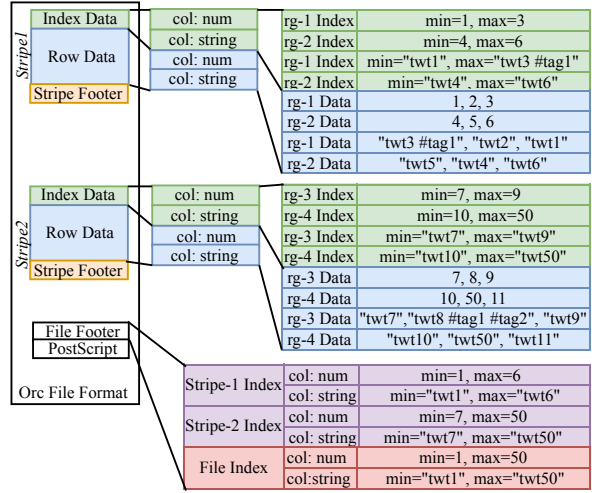 Stripe1
Index Data
Row Data
Stripe Footer
col: num
col: string
col: num
col: string
rg-1 Index min=1, max=3
rg-2 Index min=4, max=6
rg-1 Index min="twt1", max="twt3 #tag1"
rg-2 Index min="twt4", max="twt6"
rg-1 Data 1, 2, 3
rg-2 Data 4, 5, 6
rg-1 Data "twt3 #tag1", "twt2", "twt1"
rg-2 Data "twt5", "twt4", "twt6"
Stripe2
Index Data
Row Data
Stripe Footer
col: num
col: string
col: num
col: string
rg-3 Index min=7, max=9
rg-4 Index min=10, max=50
rg-3 Index min="twt7", max="twt9"
rg-4 Index min="twt10", max="twt50"
rg-3 Data 7, 8, 9
rg-4 Data 10, 50, 11
rg-3 Data "twt7","twt8 #tag1 #tag2", "twt9"
rg-4 Data "twt10", "twt50", "twt11"
File Footer
PostScript
Orc File Format
Stripe-1 Index col: num min=1, max=6
col: string min="twt1", max="twt6"
Stripe-2 Index col: num min=7, max=50
col: string min="twt7", max="twt50"
File Index col: num min=1, max=50
col:string min="twt1", max="twt50"